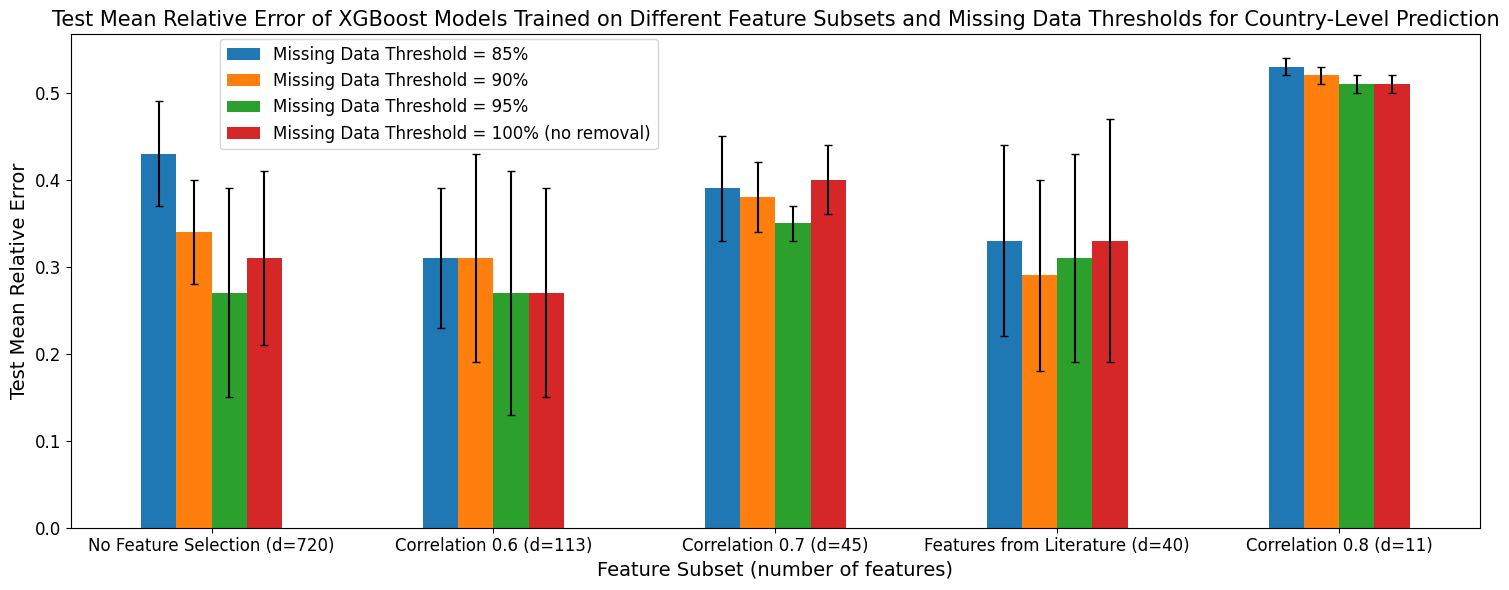 Test Mean Relative Error of XGBoost Models Trained on Different Feature Subsets and Missing Data Thresholds for Country-Level Prediction
Missing Data Threshold = 85%
Missing Data Threshold = 90%
Missing Data Threshold = 95%
Missing Data Threshold = 100% (no removal)
Test Mean Relative Error
0.5
0.4
0.3
0.2
0.1
0.0
No Feature Selection (d=720)
Correlation 0.6 (d=113)
Correlation 0.7 (d=45)
Features from Literature (d=40)
Correlation 0.8 (d=11)
Feature Subset (number of features)